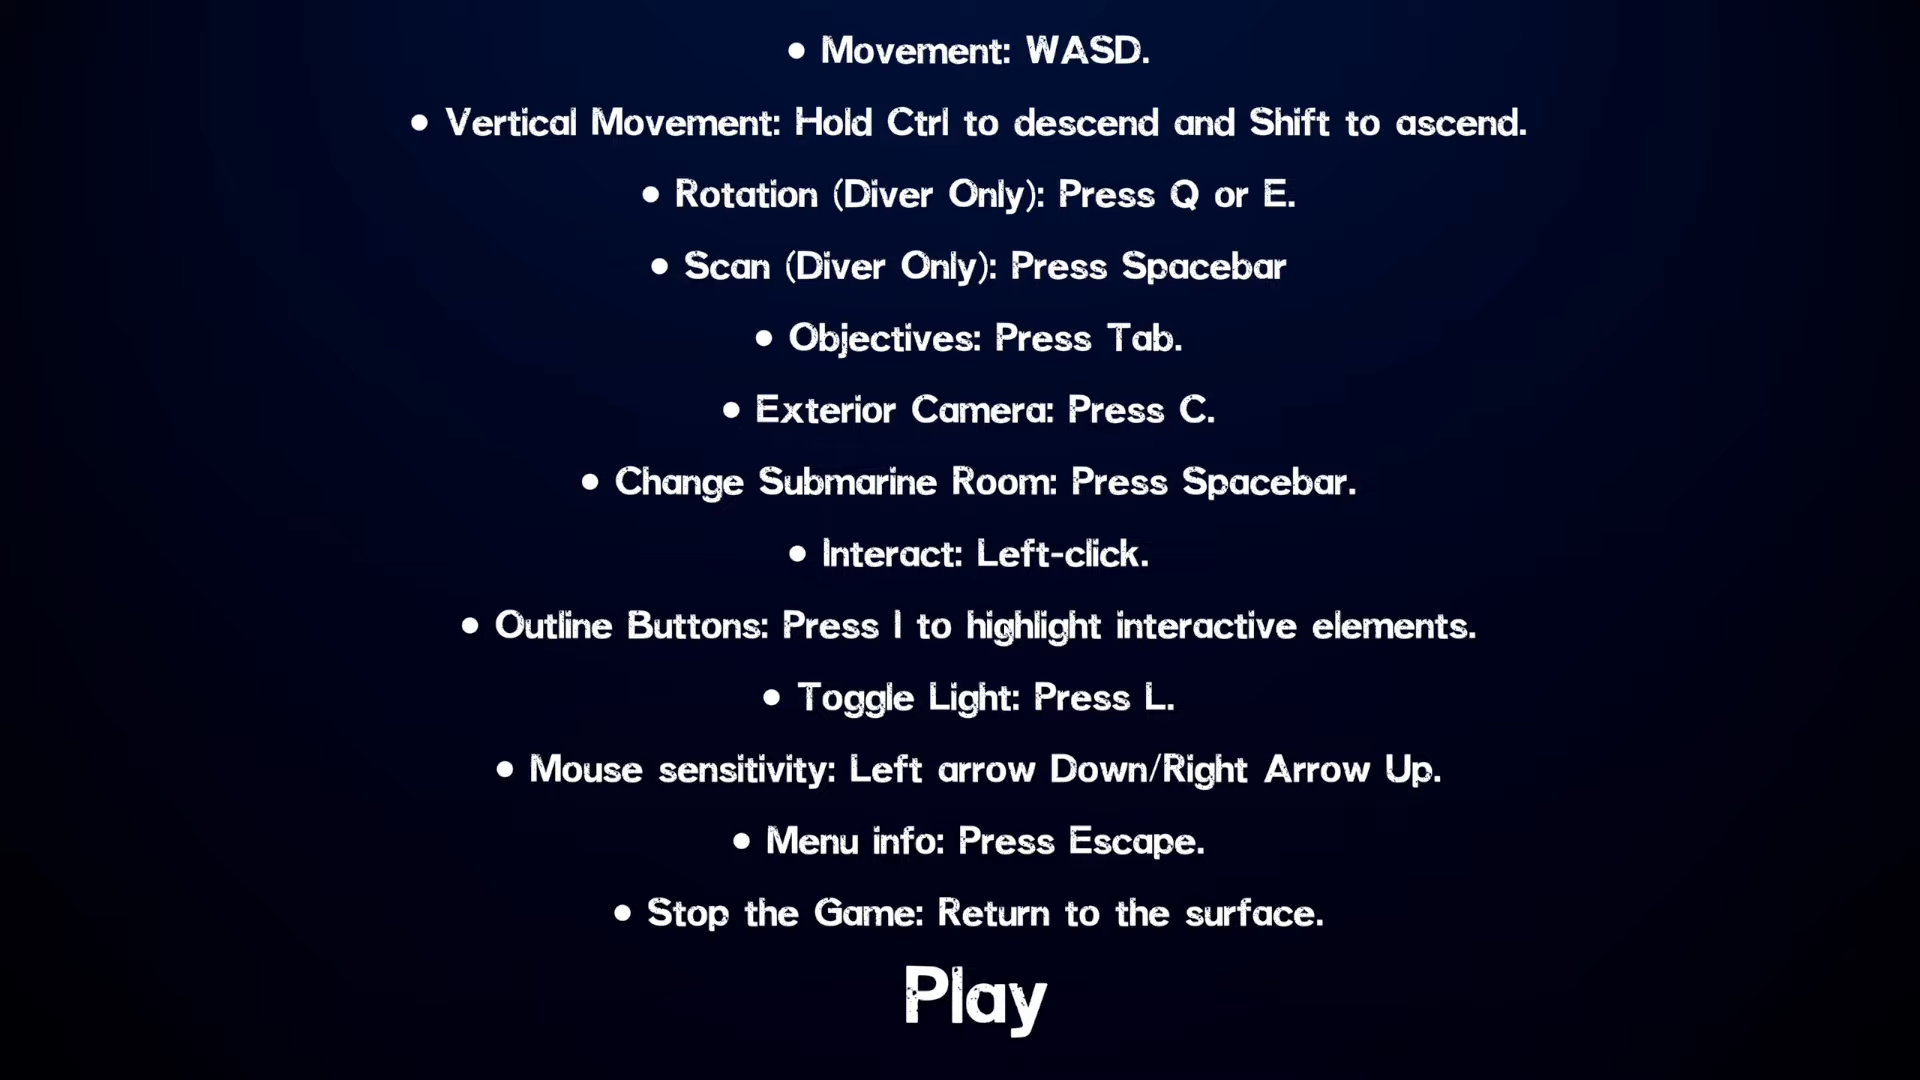 • Movement: WASD.
• Vertical Movement: Hold Ctrl to descend and Shift to ascend.
• Rotation (Diver Only): Press Q or E.
• Scan (Diver Only): Press Spacebar
• Objectives: Press Tab.
• Exterior Camera: Press C.
• Change Submarine Room: Press Spacebar.
• Interact: Left-click.
• Outline Buttons: Press I to highlight interactive elements.
• Toggle Light: Press L.
• Mouse sensitivity: Left arrow Down/Right Arrow Up.
• Menu info: Press Escape.
• Stop the Game: Return to the surface.
Play